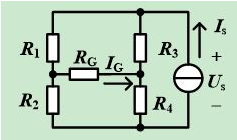 Is
R1 RG IG R3 +
Us
R2 R4 −